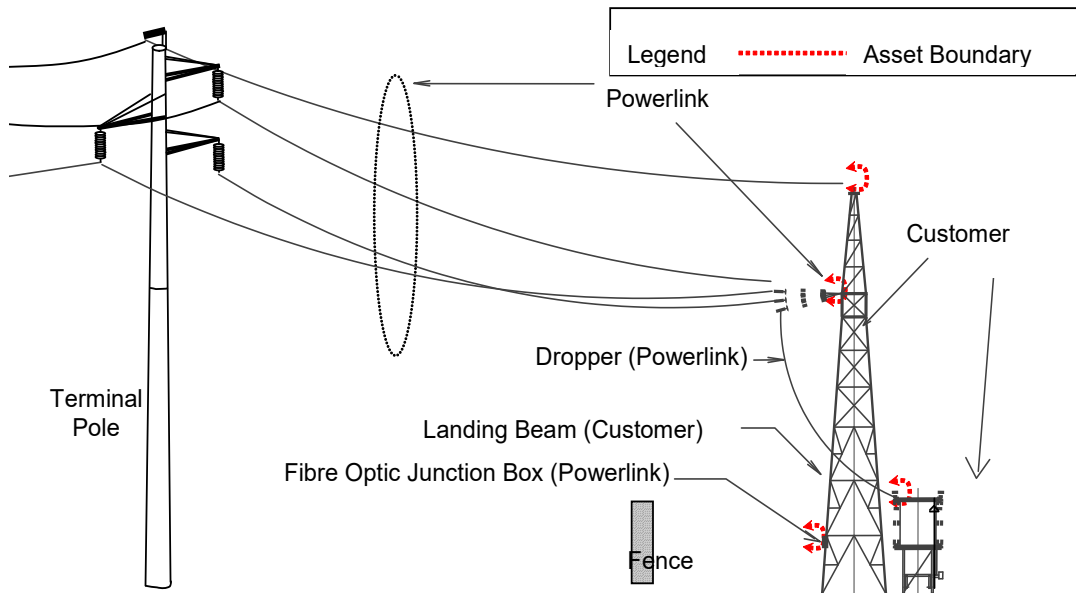 Legend Asset Boundary
Powerlink
Customer
Dropper (Powerlink)
Terminal
Pole
Landing Beam (Customer)
Fibre Optic Junction Box (Powerlink)
Fence